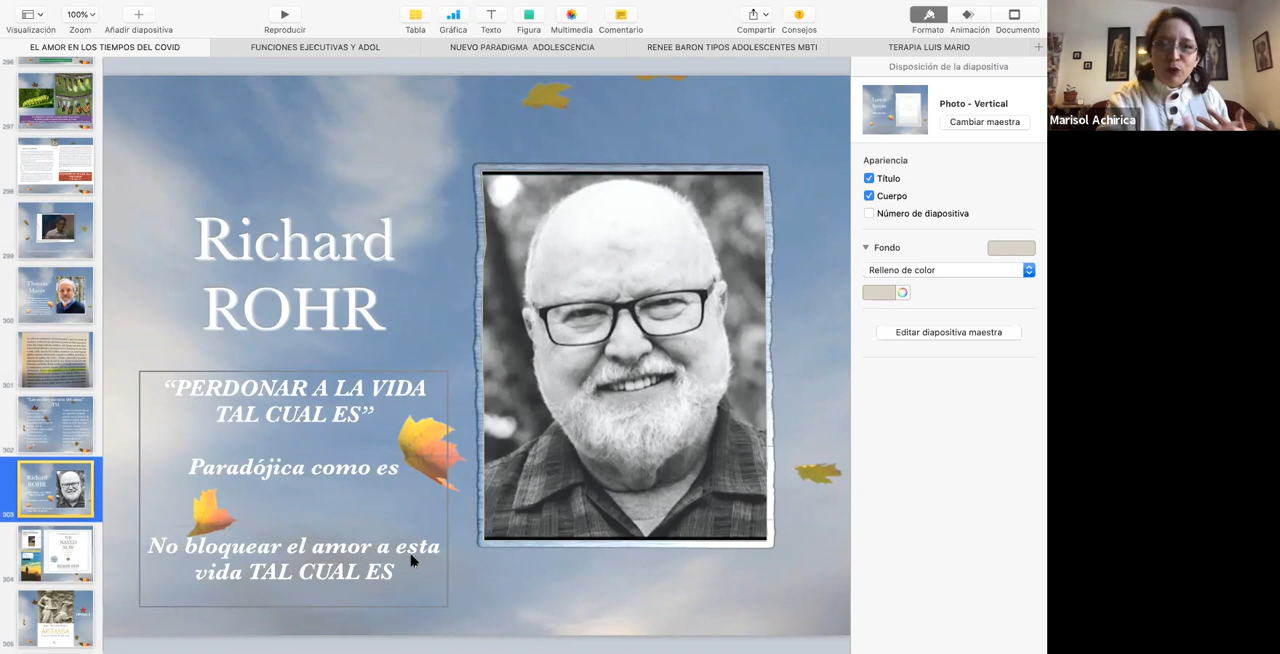 100%
Visualización
Zoom
Añadir diapositiva
Reproducir
Tabla
Gráfica
Texto
Figura
Multimedia
Comentario
Compartir
Consejos
Formato
Animación
Documento
EL AMOR EN LOS TIEMPOS DEL COVID
FUNCIONES EJECUTIVAS Y ADOL
NUEVO PARADIGMA ADOLESCENCIA
RENEE BARON TIPOS ADOLESCENTES MBTI
TERAPIA LUIS MARIO
296
297
298
299
300
301
302
303
304
305
Richard
ROHR
“PERDONAR A LA VIDA
TAL CUAL ES”
Paradójica como es
No bloquear el amor a esta
vida TAL CUAL ES
Disposición de la diapositiva
Photo - Vertical
Cambiar maestra
Apariencia
Título
Cuerpo
Número de diapositiva
Fondo
Relleno de color
Editar diapositiva maestra
Marisol Achirica